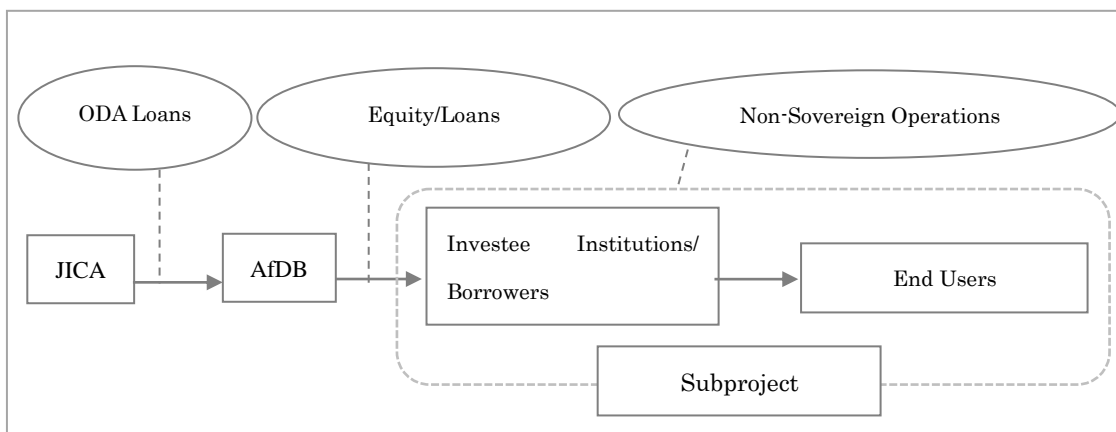 ODA Loans
Equity/Loans
Non-Sovereign Operations
JICA
AfDB
Investee Institutions/
Borrowers
End Users
Subproject